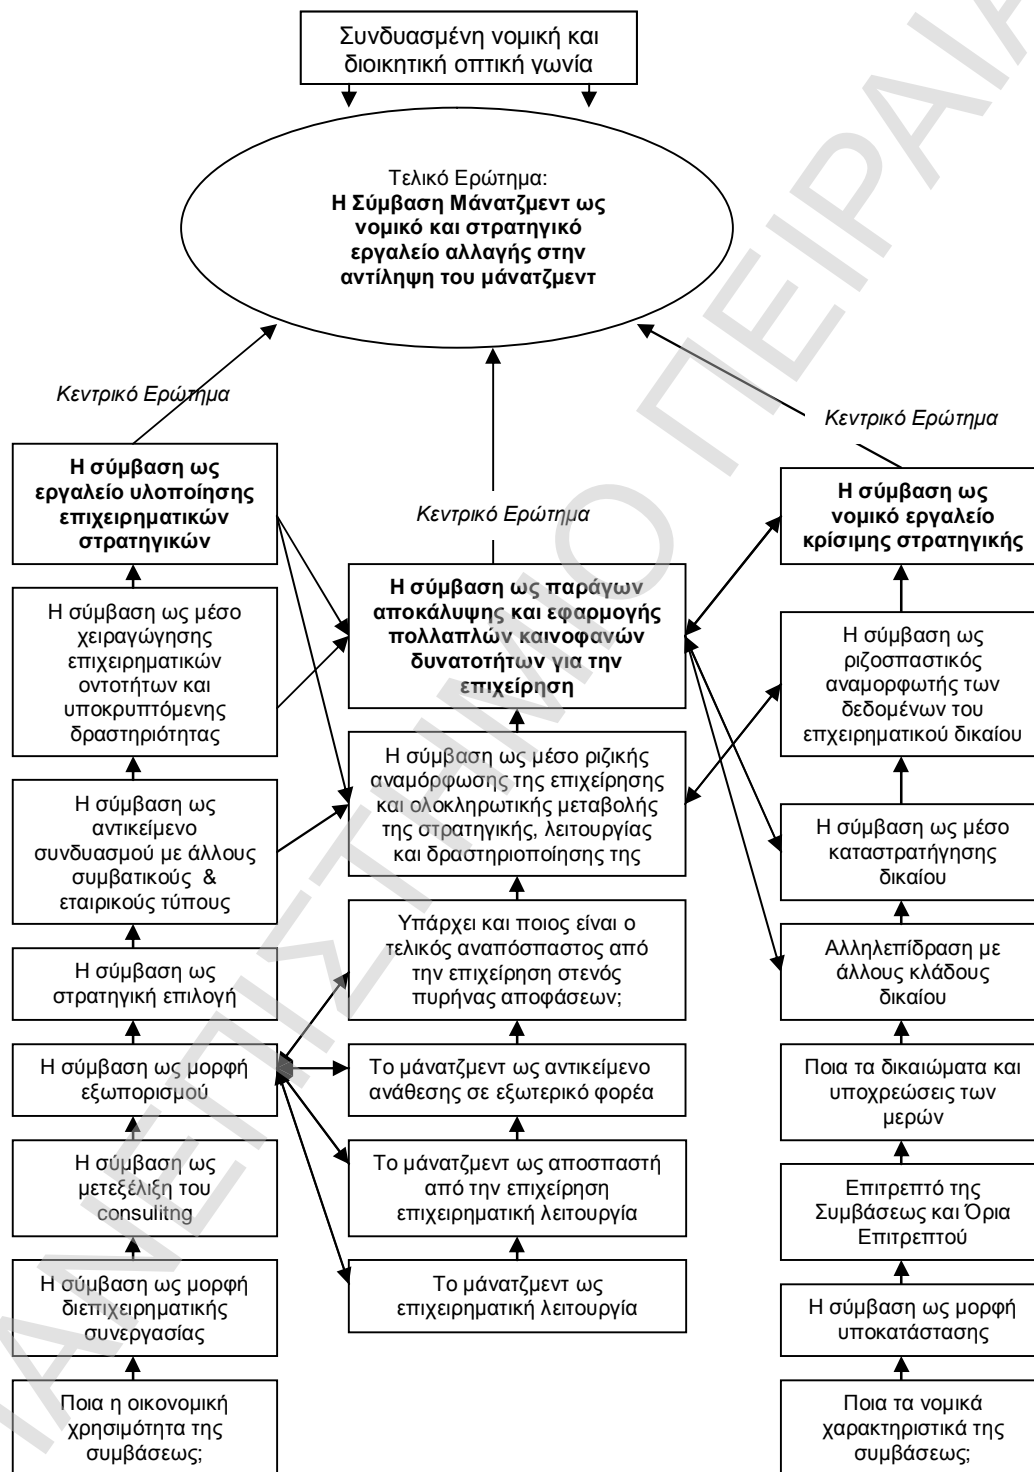 Συνδυασμένη νομική και
διοικητική οπτική γωνία
Τελικό Ερώτημα:
Η Σύμβαση Μάνατζμεντ ως
νομικό και στρατηγικό
εργαλείο αλλαγής στην
αντίληψη του μάνατζμεντ
Κεντρικό Ερώτημα
Η σύμβαση ως
εργαλείο υλοποίησης
επιχειρηματικών
στρατηγικών
Η σύμβαση ως μέσο
χειραγώγησης
επιχειρηματικών
οντοτήτων και
υποκρυπτόμενης
δραστηριότητας
Η σύμβαση ως
αντικείμενο
συνδυασμού με άλλους
συμβατικούς &
εταιρικούς τύπους
Η σύμβαση ως
στρατηγική επιλογή
Η σύμβαση ως μορφή
εξωπορισμού
Η σύμβαση ως
μετεξέλιξη του
consulitng
Η σύμβαση ως μορφή
διεπιχειρηματικής
συνεργασίας
Ποια η οικονομική
χρησιμότητα της
συμβάσεως;
Κεντρικό Ερώτημα
Η σύμβαση ως παράγων
αποκάλυψης και εφαρμογής
πολλαπλών καινοφανών
δυνατοτήτων για την
επιχείρηση
Η σύμβαση ως μέσο ριζικής
αναμόρφωσης της επιχείρησης
και ολοκληρωτικής μεταβολής
της στρατηγικής, λειτουργίας
και δραστηριοποίησης της
Υπάρχει και ποιος είναι ο
τελικός αναπόσπαστος από
την επιχείρηση στενός
πυρήνας αποφάσεων;
Το μάνατζμεντ ως αντικείμενο
ανάθεσης σε εξωτερικό φορέα
Το μάνατζμεντ ως αποσπαστή
από την επιχείρηση
επιχειρηματική λειτουργία
Το μάνατζμεντ ως
επιχειρηματική λειτουργία
Κεντρικό Ερώτημα
Η σύμβαση ως
νομικό εργαλείο
κρίσιμης στρατηγικής
Η σύμβαση ως
ριζοσπαστικός
αναμορφωτής των
δεδομένων του
επχειρηματικού δικαίου
Η σύμβαση ως μέσο
καταστρατήγησης
δικαίου
Αλληλεπίδραση με
άλλους κλάδους
δικαίου
Ποια τα δικαιώματα και
υποχρεώσεις των
μερών
Επιτρεπτό της
Συμβάσεως και Όρια
Επιτρεπτού
Η σύμβαση ως μορφή
υποκατάστασης
Ποια τα νομικά
χαρακτηριστικά της
συμβάσεως;